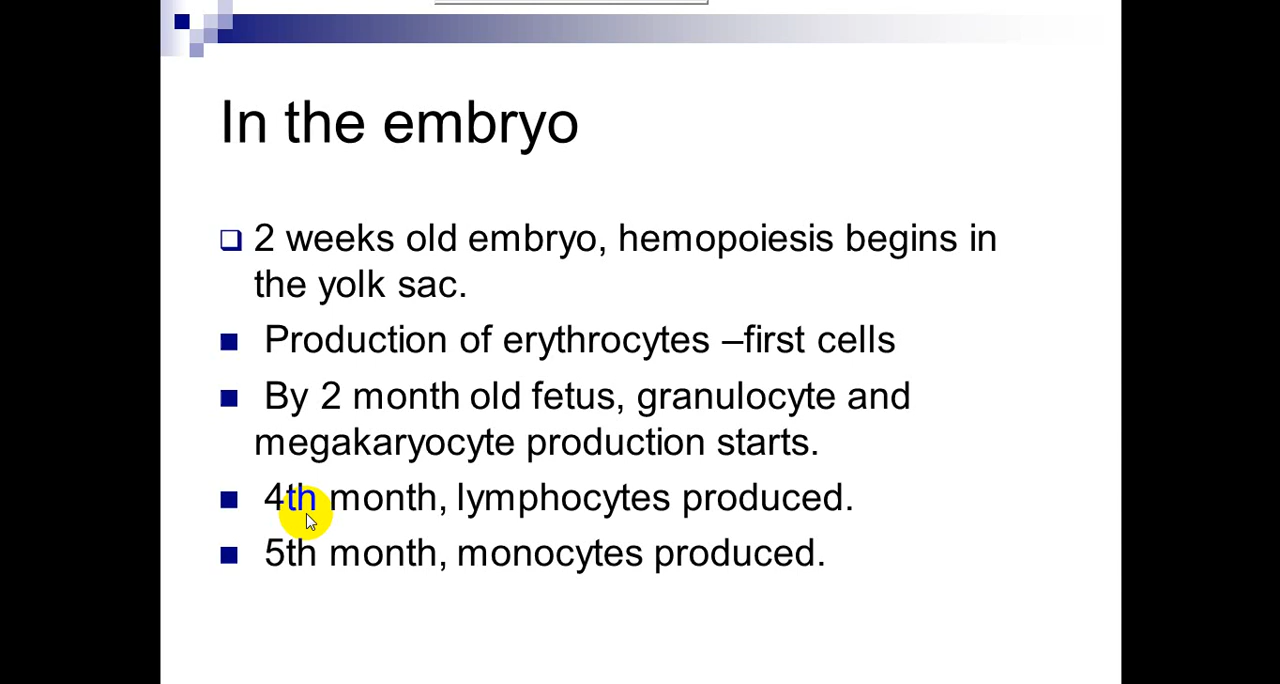 In the embryo
2 weeks old embryo, hemopoiesis begins in
the yolk sac.
Production of erythrocytes –first cells
By 2 month old fetus, granulocyte and
megakaryocyte production starts.
4th month, lymphocytes produced.
5th month, monocytes produced.